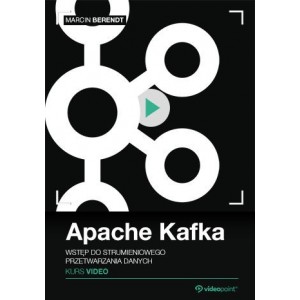 MARCIN BERENDT
Apache Kafka
WSTĘP DO STRUMIENIOWEGO
PRZETWARZANIA DANYCH
KURS VIDEO
videopoint